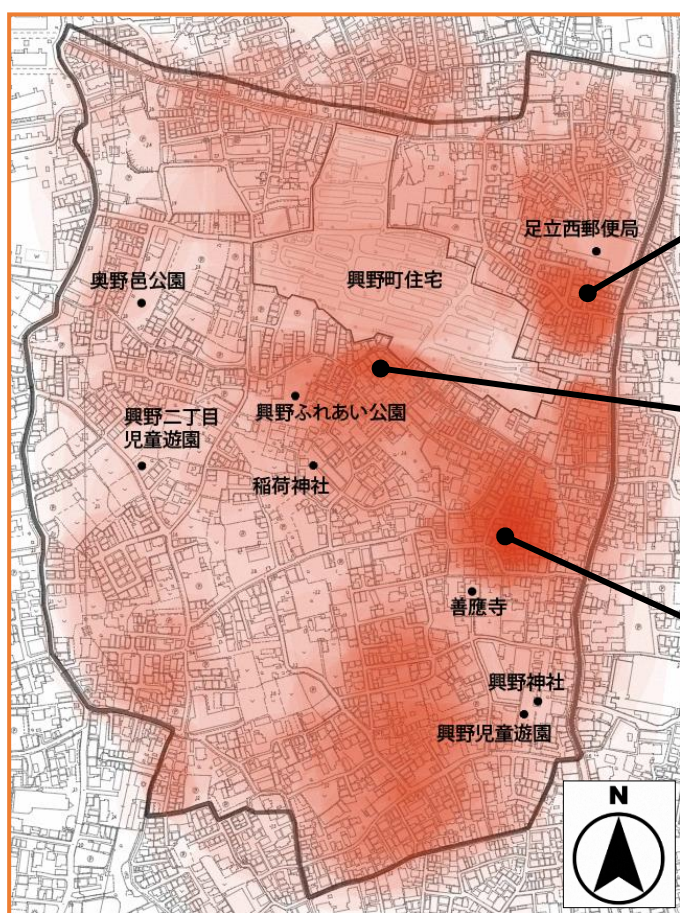 足立西郵便局
奥野邑公園
興野町住宅
興野ふれあい公園
興野二丁目
児童遊園
稲荷神社
善應寺
興野神社
興野児童遊園
N